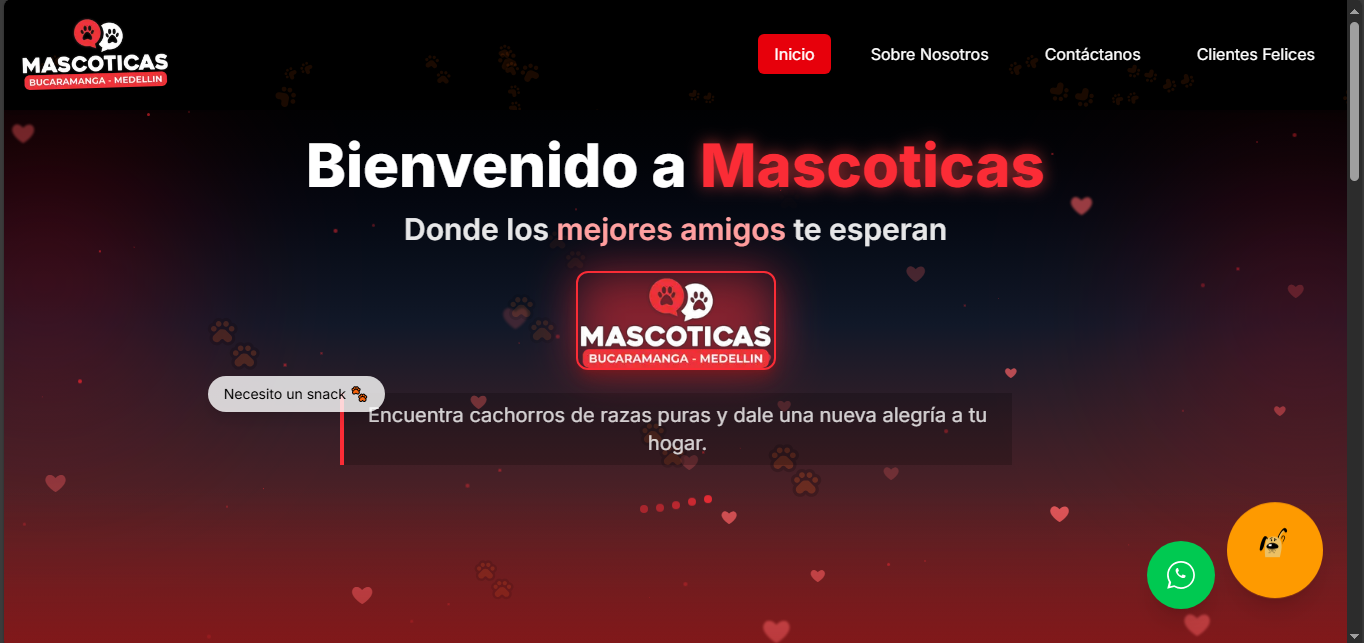 MASCOTICAS
BUCARAMANGA - MEDELLIN
Inicio
Sobre Nosotros
Contáctanos
Clientes Felices
Bienvenido a Mascoticas
Donde los mejores amigos te esperan
MASCOTICAS
BUCARAMANGA - MEDELLIN
Necesito un snack 🐾
Encuentra cachorros de razas puras y dale una nueva alegría a tu
hogar.